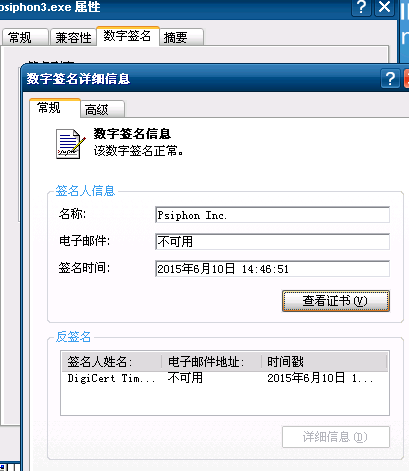 psiphon3.exe 属性
常规 兼容性 数字签名 摘要
数字签名详细信息
常规 高级
数字签名信息
该数字签名正常。
签名人信息
名称: Psiphon Inc.
电子邮件: 不可用
签名时间: 2015年6月10日 14:46:51
查看证书(V)
反签名
签名人姓名: 电子邮件地址: 时间戳
DigiCert Tim... 不可用 2015年6月10日 1...
详细信息(D)